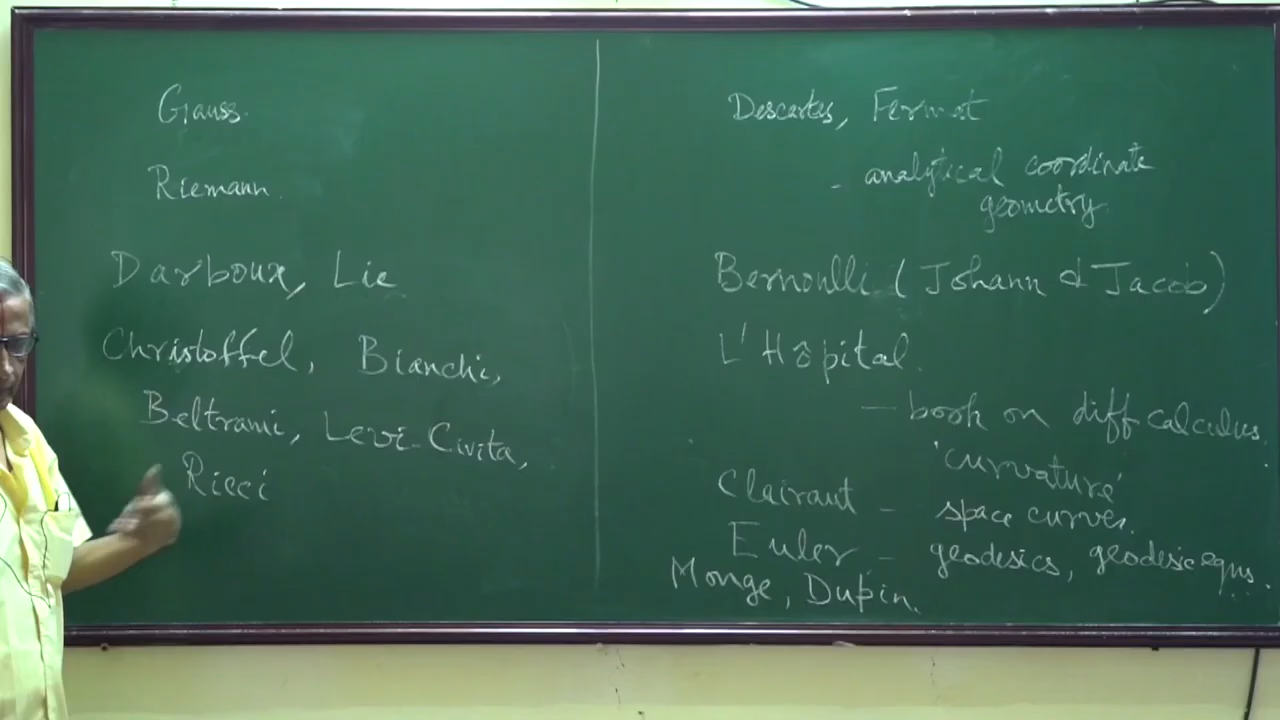 Gauss.
Riemann.
Darboux, Lie
Christoffel, Bianchi,
Beltrami, Levi-Civita,
Ricci
Descartes, Fermat
- analytical coordinate
geometry.
Bernoulli (Johann & Jacob)
L'Hôpital.
- book on diff calculus.
'curvature'
Clairaut - space curves.
Euler - geodesics, geodesic eqns.
Monge, Dupin.